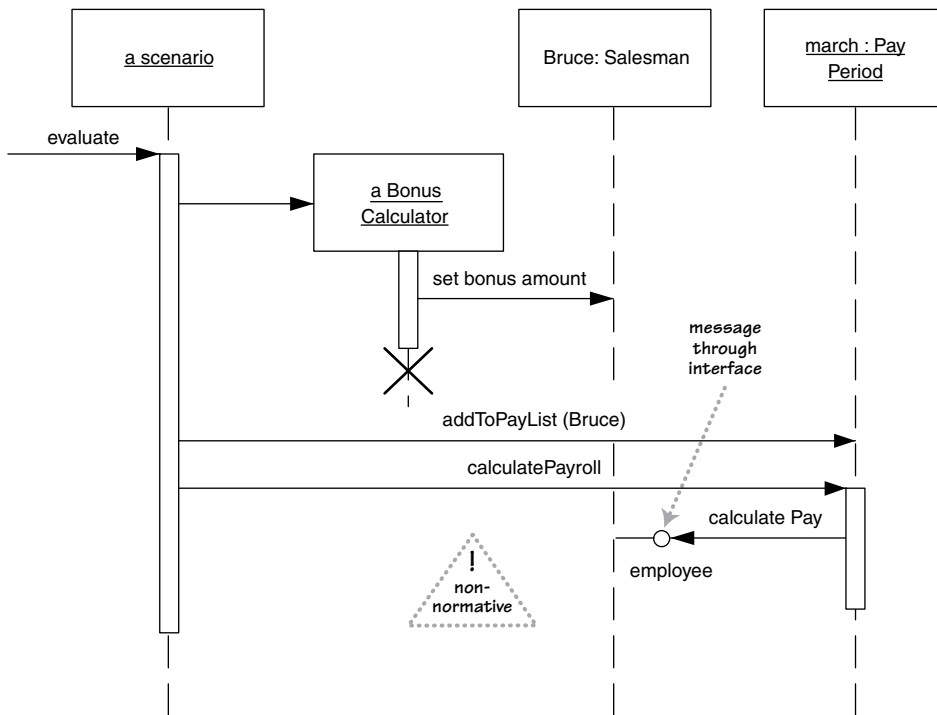 a scenario
Bruce: Salesman
march : Pay
Period
evaluate
a Bonus
Calculator
set bonus amount
message
through
interface
addToPayList (Bruce)
calculatePayroll
calculate Pay
employee
!
non-
normative